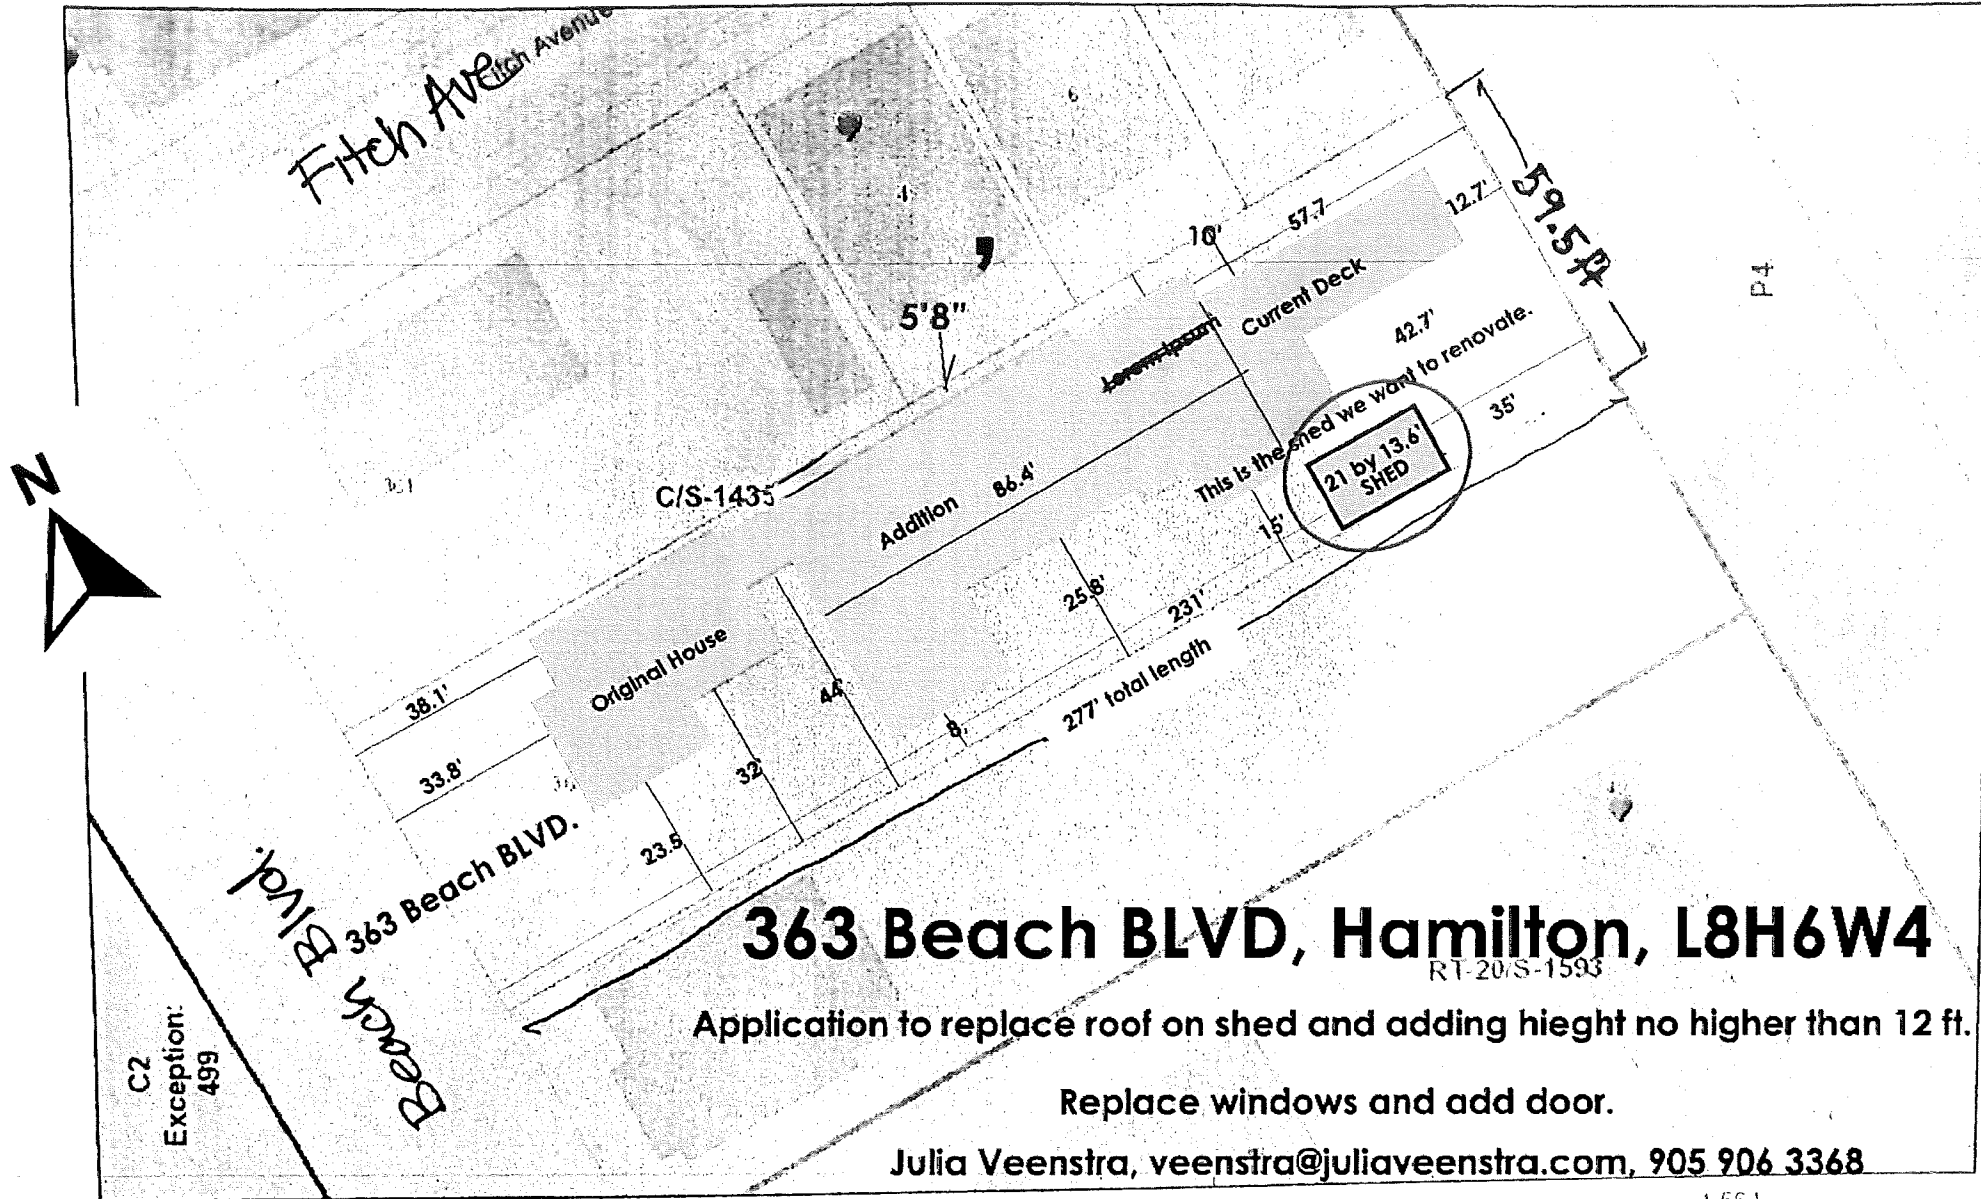 Fitch Avenue
Fitch Ave
6
4
10'
57.7
12.7'
59.5 ft
P4
5'8"
Lorem Ipsum
Current Deck
42.7'
This is the shed we want to renovate.
35'
21 by 13.6'
SHED
N
C/S-1435
Addition
86.4'
15'
25.8'
231'
277' total length
Original House
38.1'
44'
33.8'
32'
8'
23.5
363 Beach BLVD.
Beach Blvd.
363 Beach BLVD, Hamilton, L8H6W4
RT-20/S-1593
Application to replace roof on shed and adding hieght no higher than 12 ft.
C2
Exception:
499
Replace windows and add door.
Julia Veenstra, veenstra@juliaveenstra.com, 905 906 3368